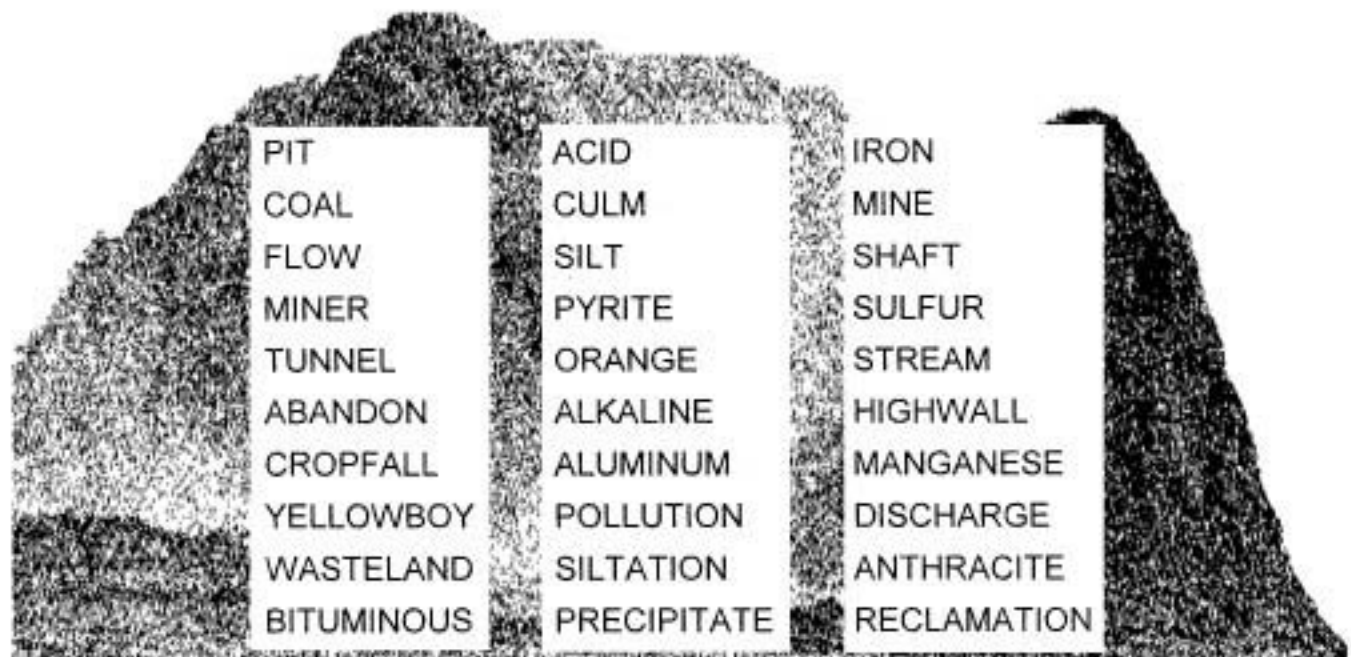 PIT
COAL
FLOW
MINER
TUNNEL
ABANDON
CROPFALL
YELLOWBOY
WASTELAND
BITUMINOUS
ACID
CULM
SILT
PYRITE
ORANGE
ALKALINE
ALUMINUM
POLLUTION
SILTATION
PRECIPITATE
IRON
MINE
SHAFT
SULFUR
STREAM
HIGHWALL
MANGANESE
DISCHARGE
ANTHRACITE
RECLAMATION